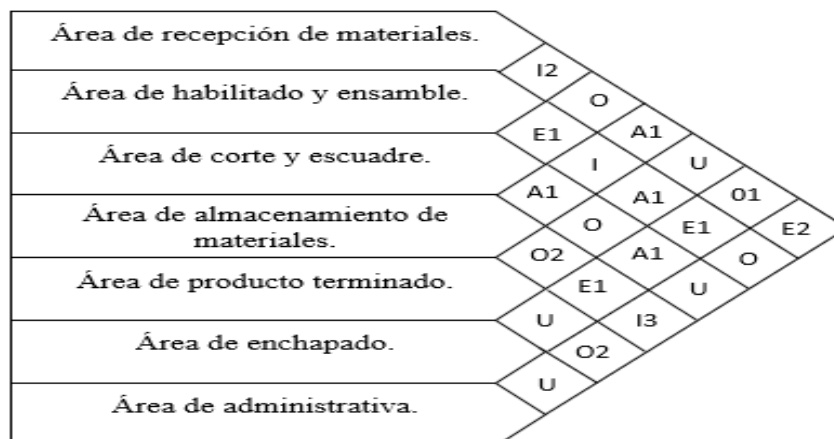 Área de recepción de materiales.
Área de habilitado y ensamble.
Área de corte y escuadre.
Área de almacenamiento de
materiales.
Área de producto terminado.
Área de enchapado.
Área de administrativa.
I2
O
A1
U
01
E2
E1
I
A1
E1
O
A1
O
A1
U
O2
E1
I3
U
O2
U